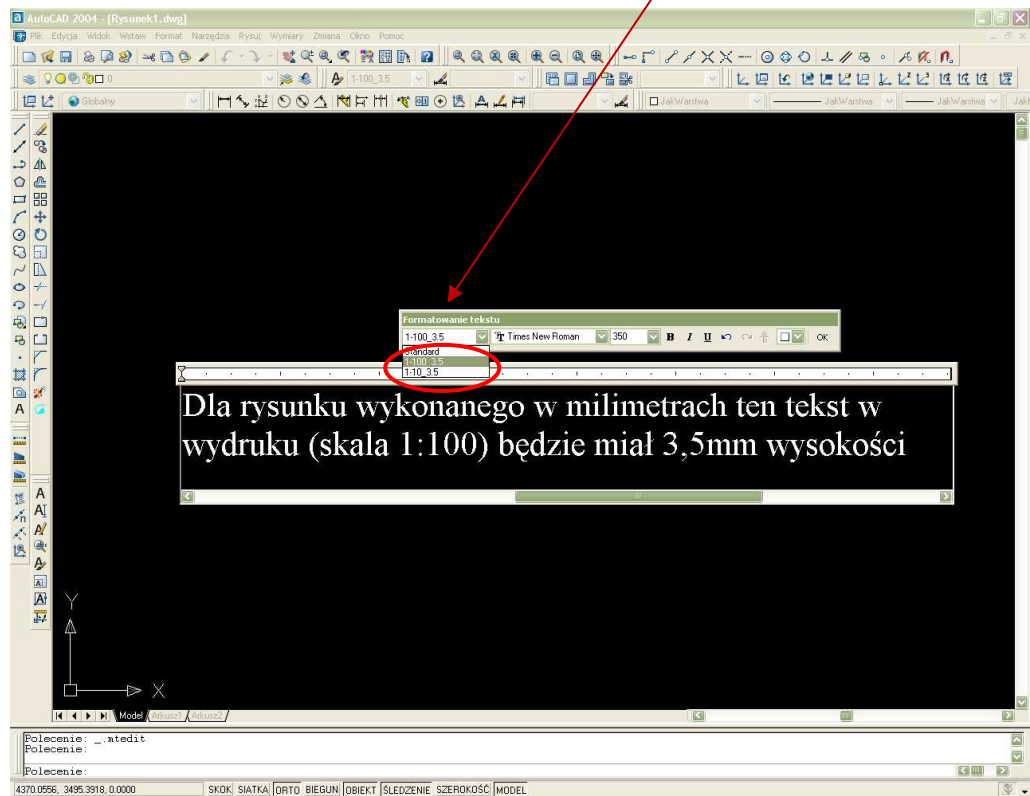 AutoCAD 2004 - [Rysunek1.dwg]
Plik Edycja Widok Wstaw Format Narzędzia Rysuj Wymiary Zmiana Okno Pomoc
0
1-100_3.5
JakWarstwa
JakWarstwa
JakWarstwa
Globalny
Formatowanie tekstu
1-100_3.5
Times New Roman
350
B I U
OK
Standard
1-100_3.5
1-10_3.5
Dla rysunku wykonanego w milimetrach ten tekst w
wydruku (skala 1:100) będzie miał 3,5mm wysokości
X
Y
Model Arkusz1 Arkusz2
Polecenie: _.mtedit
Polecenie:
Polecenie:
4370.0556, 3495.3918, 0.0000 SKOK SIATKA ORTO BIEGUN OBIEKT ŚLEDZENIE SZEROKOŚĆ MODEL